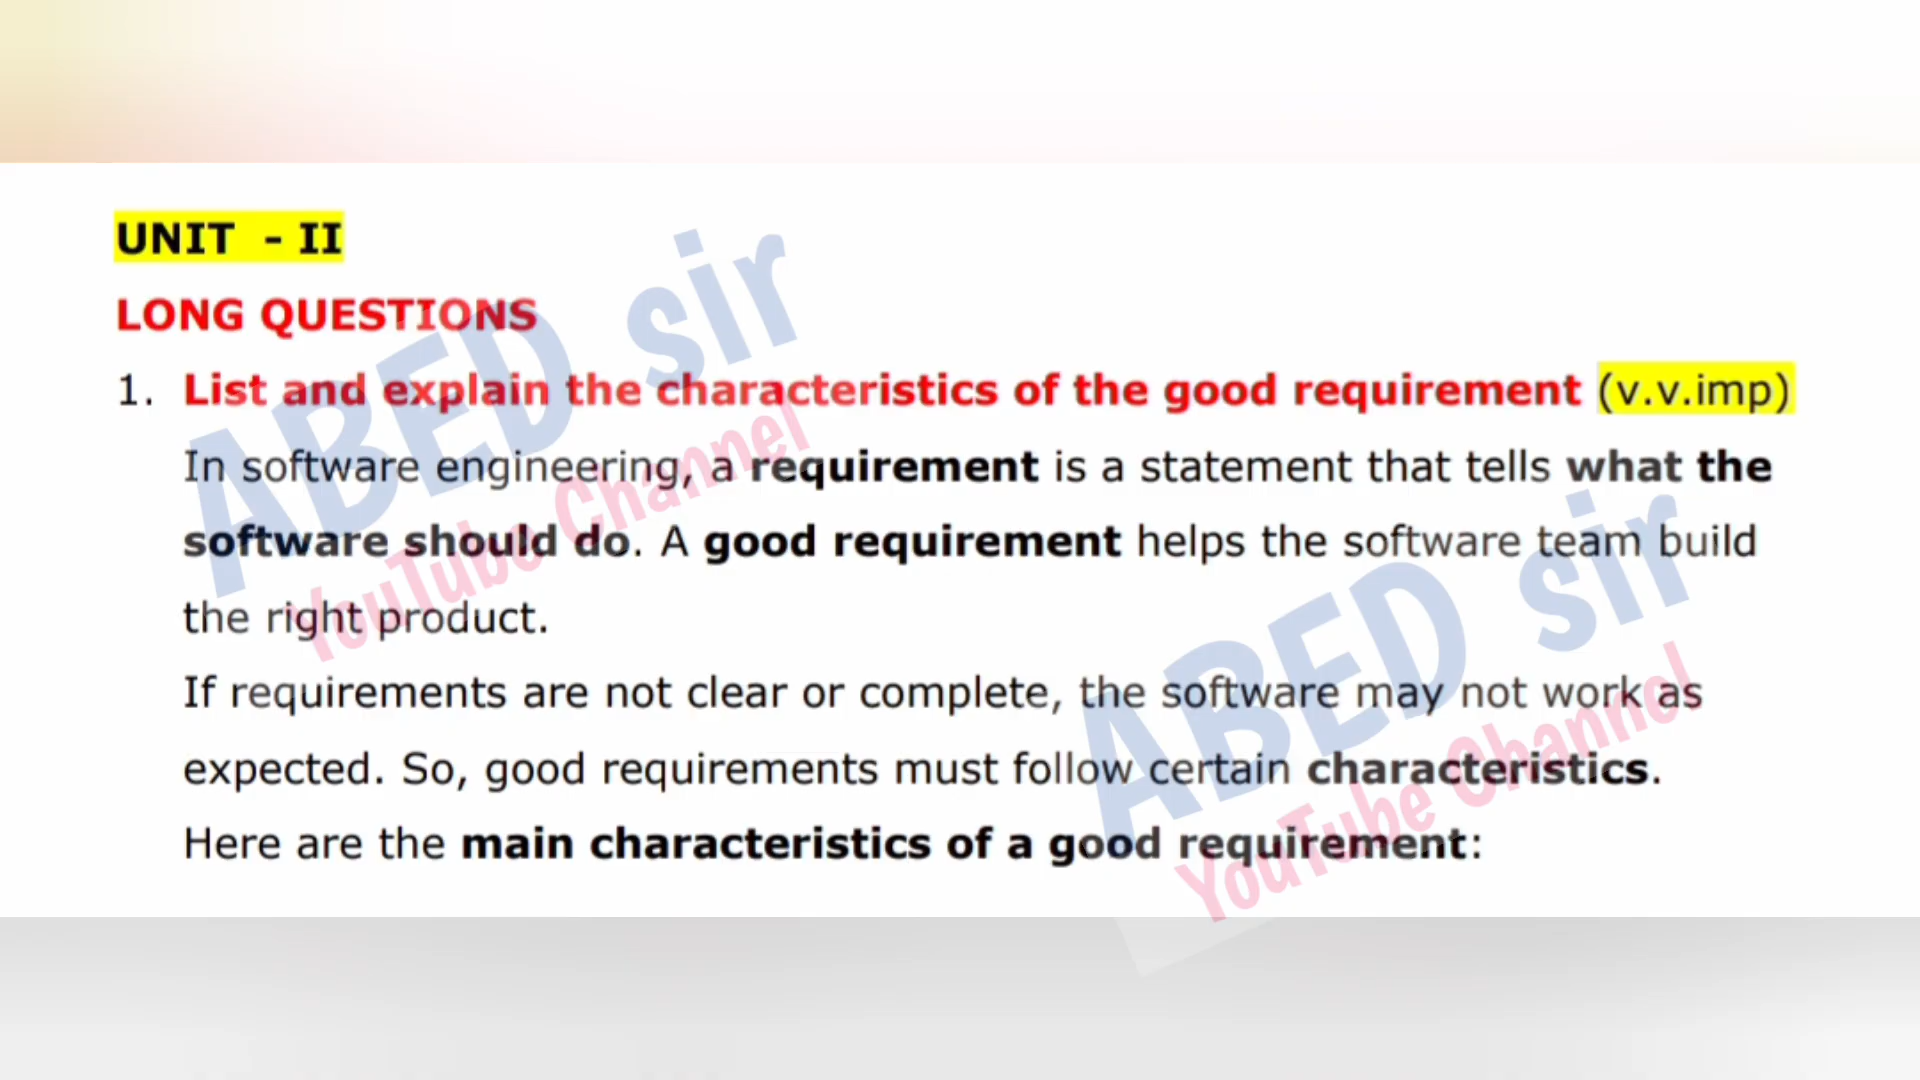 UNIT - II
LONG QUESTIONS
1. List and explain the characteristics of the good requirement (v.v.imp)
In software engineering, a requirement is a statement that tells what the
software should do. A good requirement helps the software team build
the right product.
If requirements are not clear or complete, the software may not work as
expected. So, good requirements must follow certain characteristics.
Here are the main characteristics of a good requirement:
ABED sir
YouTube Channel
ABED sir
YouTube Channel